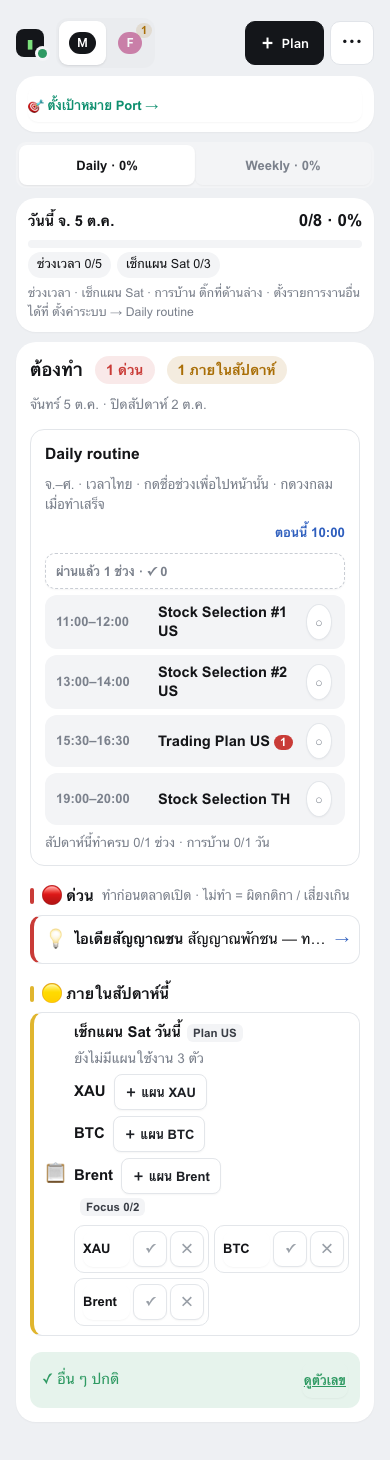 M F 1 + Plan ...
🎯 ตั้งเป้าหมาย Port →
Daily · 0% Weekly · 0%
วันนี้ จ. 5 ต.ค. 0/8 · 0%
ช่วงเวลา 0/5 เช็กแผน Sat 0/3
ช่วงเวลา · เช็กแผน Sat · การบ้าน ติ๊กที่ด้านล่าง · ตั้งรายการงานอื่น
ได้ที่ ตั้งค่าระบบ → Daily routine
ต้องทำ 1 ด่วน 1 ภายในสัปดาห์
จันทร์ 5 ต.ค. · ปิดสัปดาห์ 2 ต.ค.
Daily routine
จ.–ศ. · เวลาไทย · กดชื่อช่วงเพื่อไปหน้านั้น · กดวงกลม
เมื่อทำเสร็จ
ตอนนี้ 10:00
ผ่านแล้ว 1 ช่วง · ✓ 0
11:00–12:00 Stock Selection #1
US ○
13:00–14:00 Stock Selection #2
US ○
15:30–16:30 Trading Plan US 1 ○
19:00–20:00 Stock Selection TH ○
สัปดาห์นี้ทำครบ 0/1 ช่วง · การบ้าน 0/1 วัน
🔴 ด่วน ทำก่อนตลาดเปิด · ไม่ทำ = ผิดกติกา / เสี่ยงเกิน
💡 ไอเดียสัญญาณชน สัญญาณพักชน — ท… →
🟡 ภายในสัปดาห์นี้
เช็กแผน Sat วันนี้ Plan US
ยังไม่มีแผนใช้งาน 3 ตัว
XAU + แผน XAU
BTC + แผน BTC
📋 Brent + แผน Brent
Focus 0/2
XAU ✓ ✕ BTC ✓ ✕
Brent ✓ ✕
✓ อื่น ๆ ปกติ ดูตัวเลข